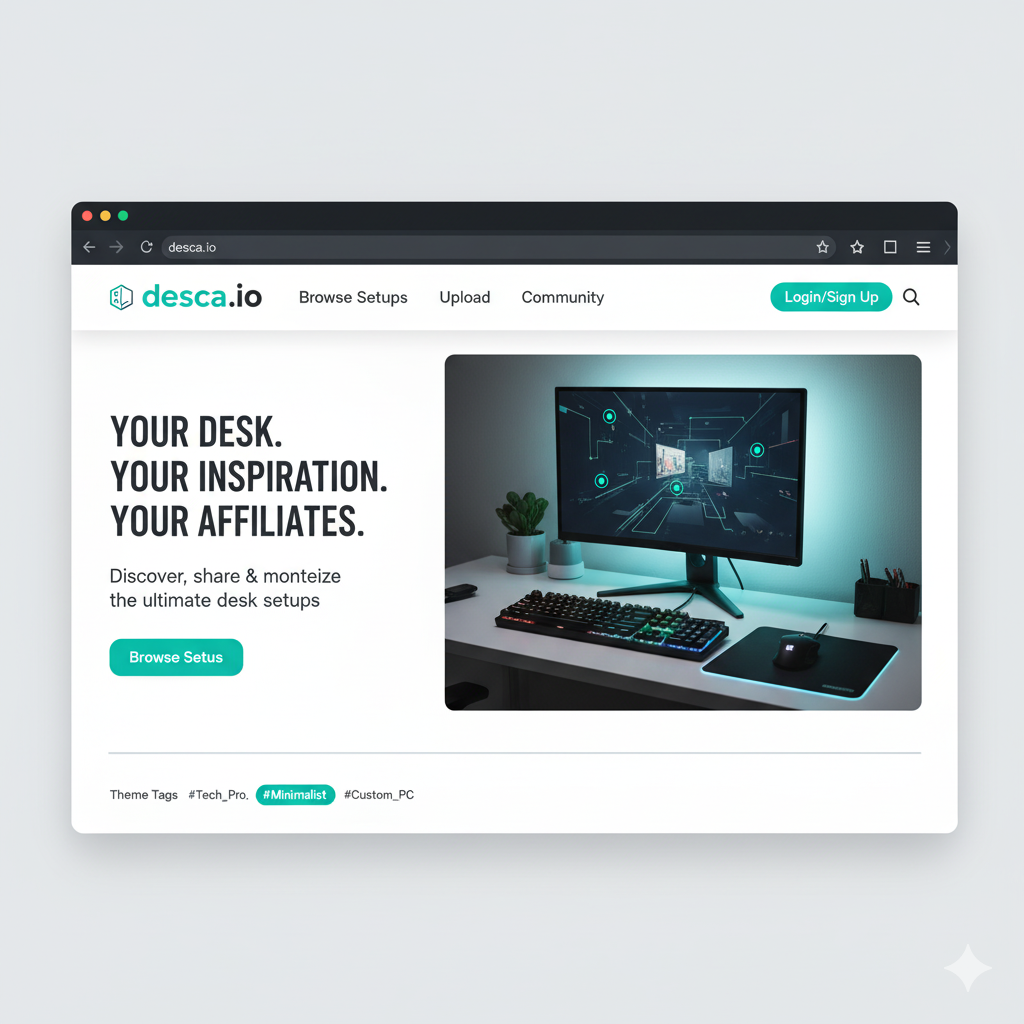 desca.io
desca.io
Browse Setups
Upload
Community
Login/Sign Up
YOUR DESK.
YOUR INSPIRATION.
YOUR AFFILIATES.
Discover, share & monteize
the ultimate desk setups
Browse Setus
Theme Tags #Tech_Pro, #Minimalist #Custom_PC